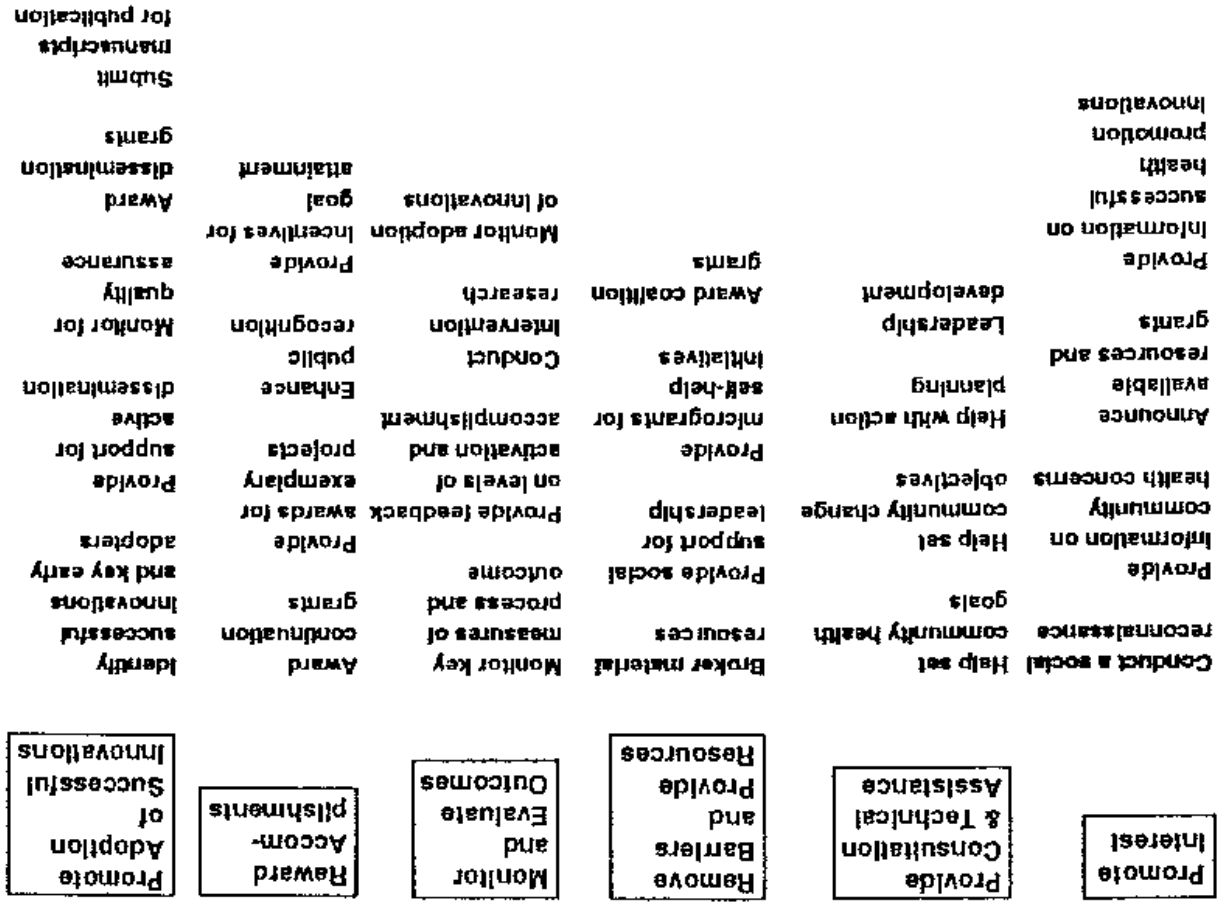 Promote
Interest
Conduct a social
reconnaissance
Provide
Information on
community
health concerns
Announce
available
resources and
grants
Provide
Information on
successful
health
promotion
Innovations
Provide
Consultation
& Technical
Assistance
Help set
community health
goals
Help set
community change
objectives
Help with action
planning
Leadership
development
Remove
Barriers
and
Provide
Resources
Broker material
resources
Provide social
support for
leadership
Provide
microgrants for
self-help
Initiatives
Award coalition
grants
Monitor
and
Evaluate
Outcomes
Monitor key
measures of
process and
outcome
Provide feedback
on levels of
activation and
accomplishment
Conduct
Intervention
research
Monitor adoption
of Innovations
Reward
Accom-
plishments
Award
continuation
grants
Provide
awards for
exemplary
projects
Enhance
public
recognition
Provide
Incentives for
goal
attainment
Promote
Adoption
of
Successful
Innovations
Identify
successful
Innovations
and key early
adopters
Provide
support for
active
dissemination
Monitor for
quality
assurance
Award
dissemination
grants
Submit
manuscripts
for publication